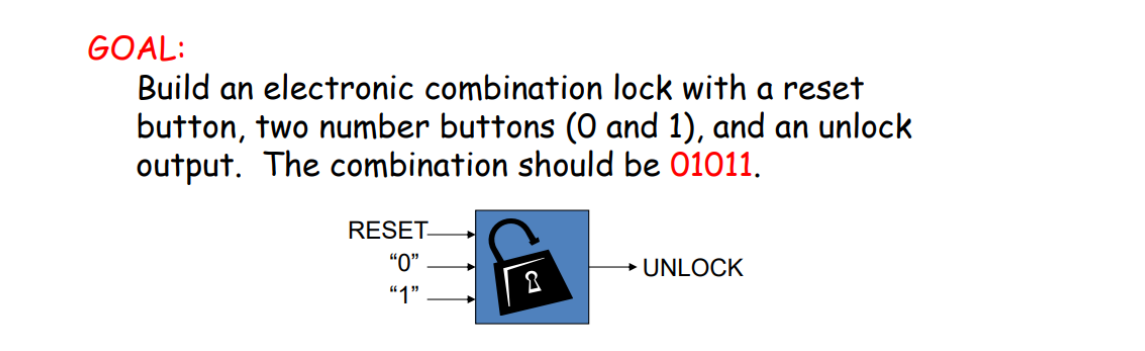 GOAL:
Build an electronic combination lock with a reset
button, two number buttons (0 and 1), and an unlock
output. The combination should be 01011.
RESET
“0”
UNLOCK
“1”